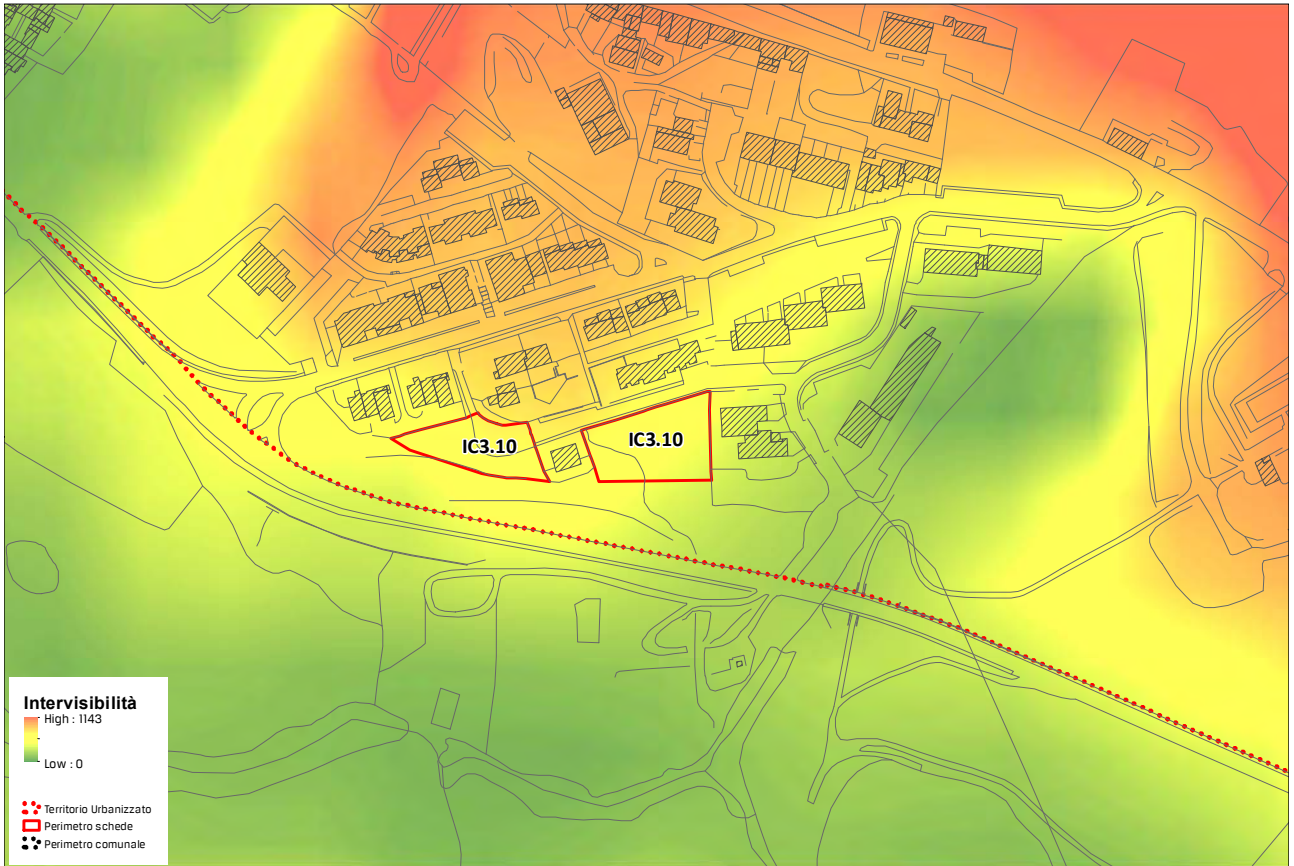 IC3.10
IC3.10
Intervisibilità
High : 1143
Low : 0
Territorio Urbanizzato
Perimetro schede
Perimetro comunale